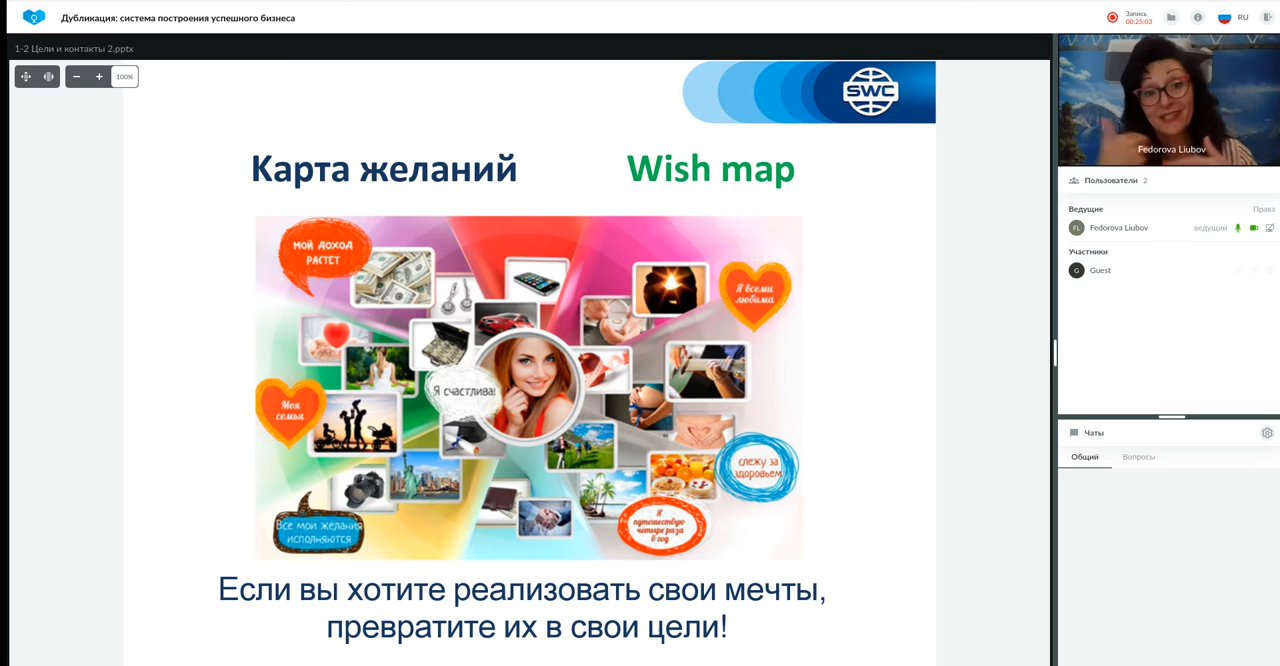 Дубликация: система построения успешного бизнеса
Запись
00:25:03
RU
1-2 Цели и контакты 2.pptx
100%
SWC
Карта желаний
Wish map
МОЙ ДОХОД
РАСТЕТ
Я всеми
любима
Я счастлива!
Моя
семья
слежу за
здоровьем
Все мои желания
исполняются
Я
путешествую
четыре раза
в год
Если вы хотите реализовать свои мечты,
превратите их в свои цели!
Fedorova Liubov
Пользователи 2
Ведущие Права
FL Fedorova Liubov ведущий
Участники
G Guest
Чаты
Общий Вопросы